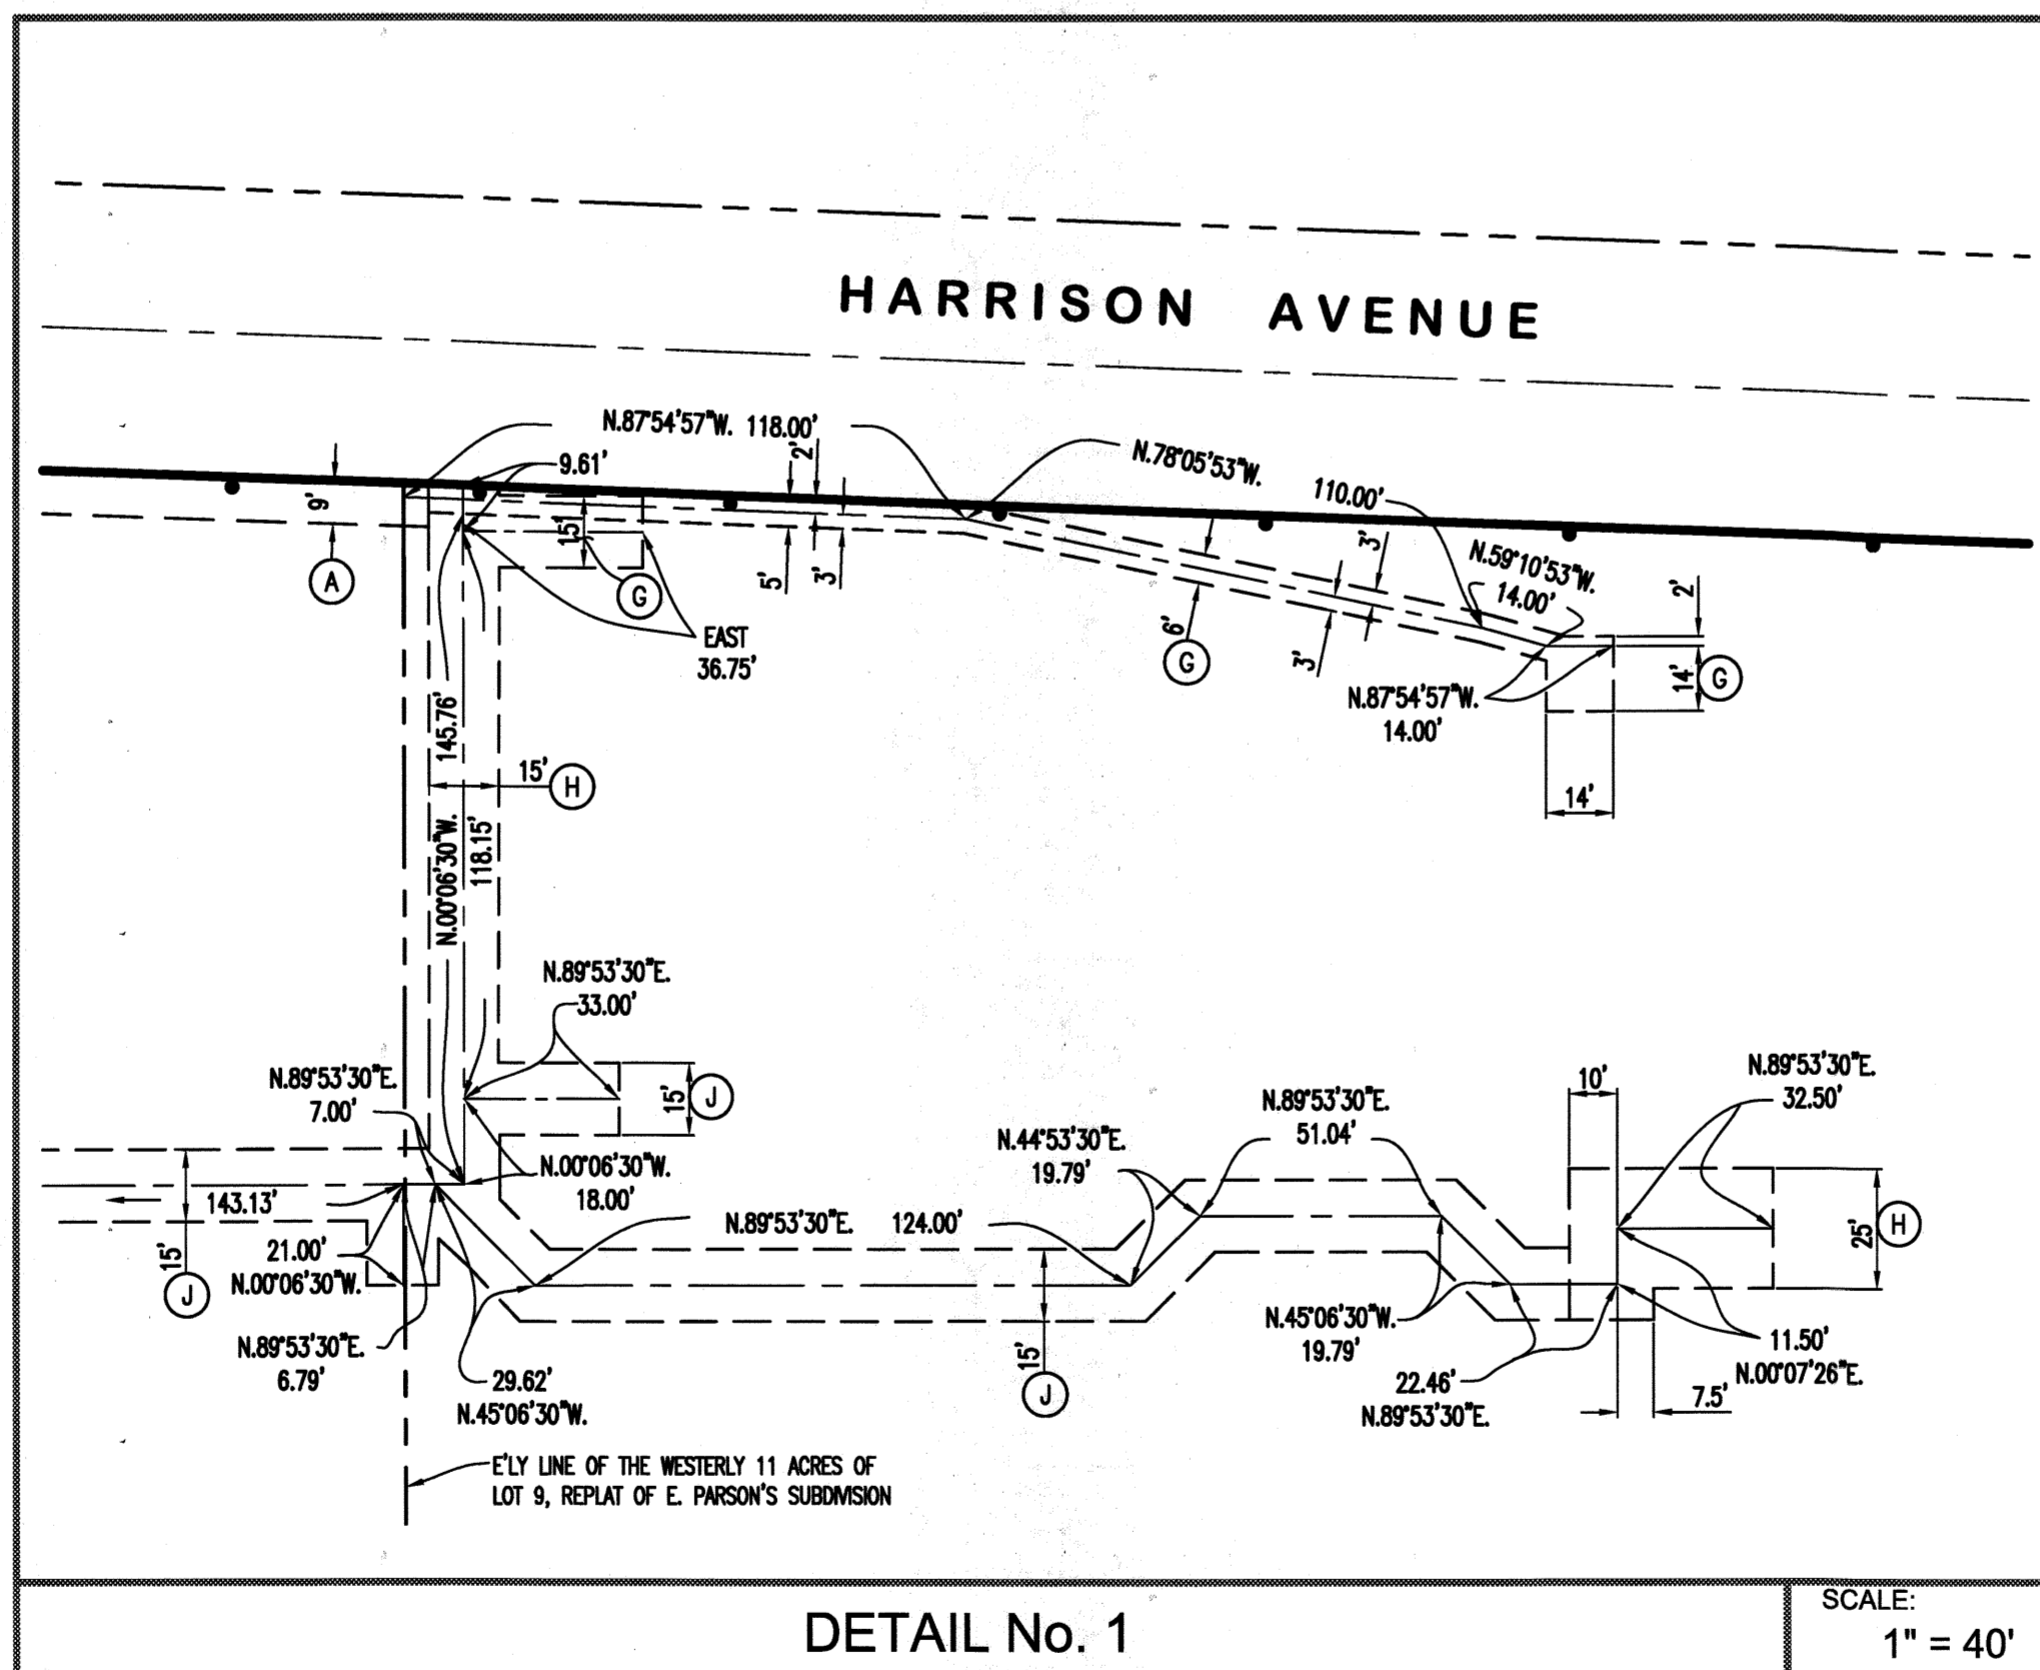 HARRISON AVENUE
N.87°54'57"W. 118.00'
9.61'
2'
N.78°05'53"W.
110.00'
9'
A
15'
G
5'
3'
3'
N.59°10'53"W.
14.00'
2'
6'
G
3'
EAST
36.75'
14'
G
N.87°54'57"W.
14.00'
14'
145.76'
15'
H
N.00°06'30"W.
118.15'
N.89°53'30"E.
33.00'
N.89°53'30"E.
7.00'
15'
J
N.00°06'30"W.
18.00'
143.13'
15'
J
21.00'
N.00°06'30"W.
N.89°53'30"E.
6.79'
29.62'
N.45°06'30"W.
N.89°53'30"E. 124.00'
N.44°53'30"E.
19.79'
N.89°53'30"E.
51.04'
10'
N.89°53'30"E.
32.50'
25'
H
15'
J
N.45°06'30"W.
19.79'
22.46'
N.89°53'30"E.
11.50'
N.00°07'26"E.
7.5'
E'LY LINE OF THE WESTERLY 11 ACRES OF
LOT 9, REPLAT OF E. PARSON'S SUBDIVISION
DETAIL No. 1
SCALE:
1" = 40'